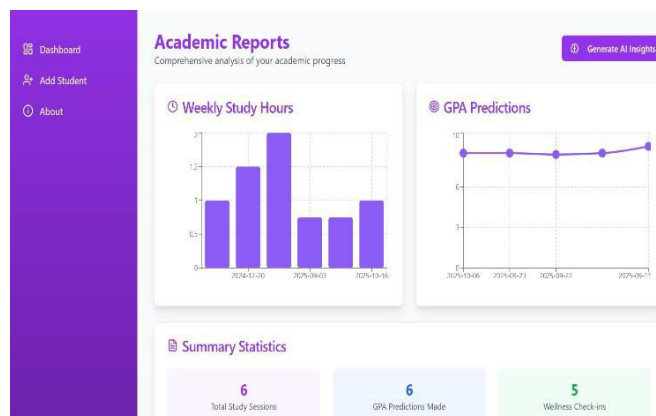 Dashboard
Add Student
About
Academic Reports
Comprehensive analysis of your academic progress
Generate AI Insights
Weekly Study Hours
2
1.5
1
0.5
0
2024-12-20
2025-09-03
2025-10-16
GPA Predictions
10
6
3
0
2025-10-06
2025-09-23
2025-09-22
2025-09-11
Summary Statistics
6
Total Study Sessions
6
GPA Predictions Made
5
Wellness Check-ins